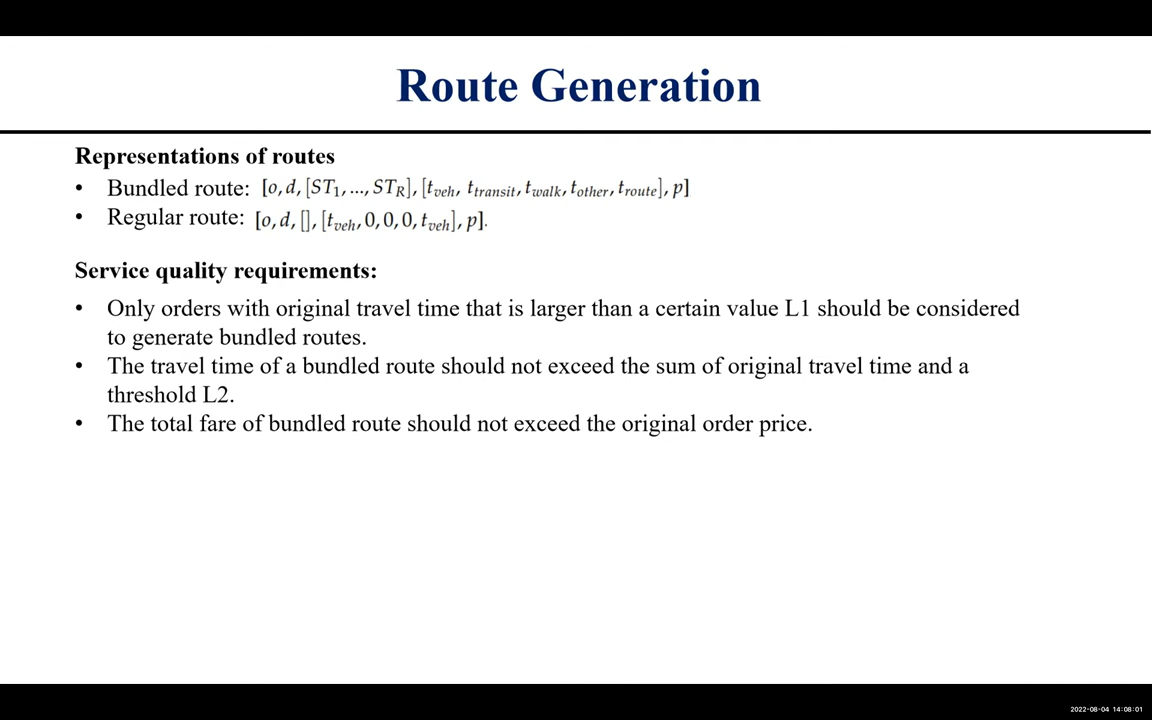 Route Generation
Representations of routes
• Bundled route: [o, d, [ST₁, ..., ST_R], [t_veh, t_transit, t_walk, t_other, t_route], p]
• Regular route: [o, d, [], [t_veh, 0, 0, 0, t_veh], p].
Service quality requirements:
• Only orders with original travel time that is larger than a certain value L1 should be considered
to generate bundled routes.
• The travel time of a bundled route should not exceed the sum of original travel time and a
threshold L2.
• The total fare of bundled route should not exceed the original order price.
2022-08-04 14:08:01